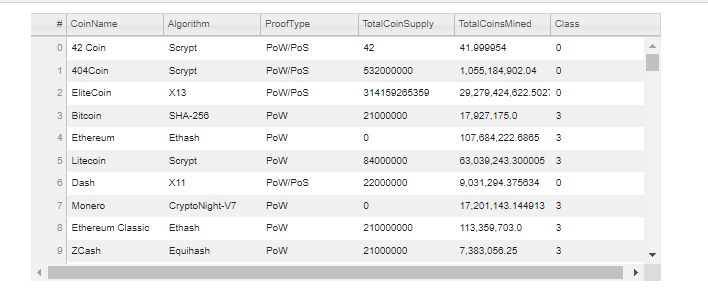 # CoinName Algorithm ProofType TotalCoinSupply TotalCoinsMined Class
0 42 Coin Scrypt PoW/PoS 42 41.999954 0
1 404Coin Scrypt PoW/PoS 532000000 1,055,184,902.04 0
2 EliteCoin X13 PoW/PoS 314159265359 29,279,424,622.502 0
3 Bitcoin SHA-256 PoW 21000000 17,927,175.0 3
4 Ethereum Ethash PoW 0 107,684,222.6865 3
5 Litecoin Scrypt PoW 84000000 63,039,243.300005 3
6 Dash X11 PoW/PoS 22000000 9,031,294.375634 0
7 Monero CryptoNight-V7 PoW 0 17,201,143.144913 3
8 Ethereum Classic Ethash PoW 210000000 113,359,703.0 3
9 ZCash Equihash PoW 21000000 7,383,056.25 3